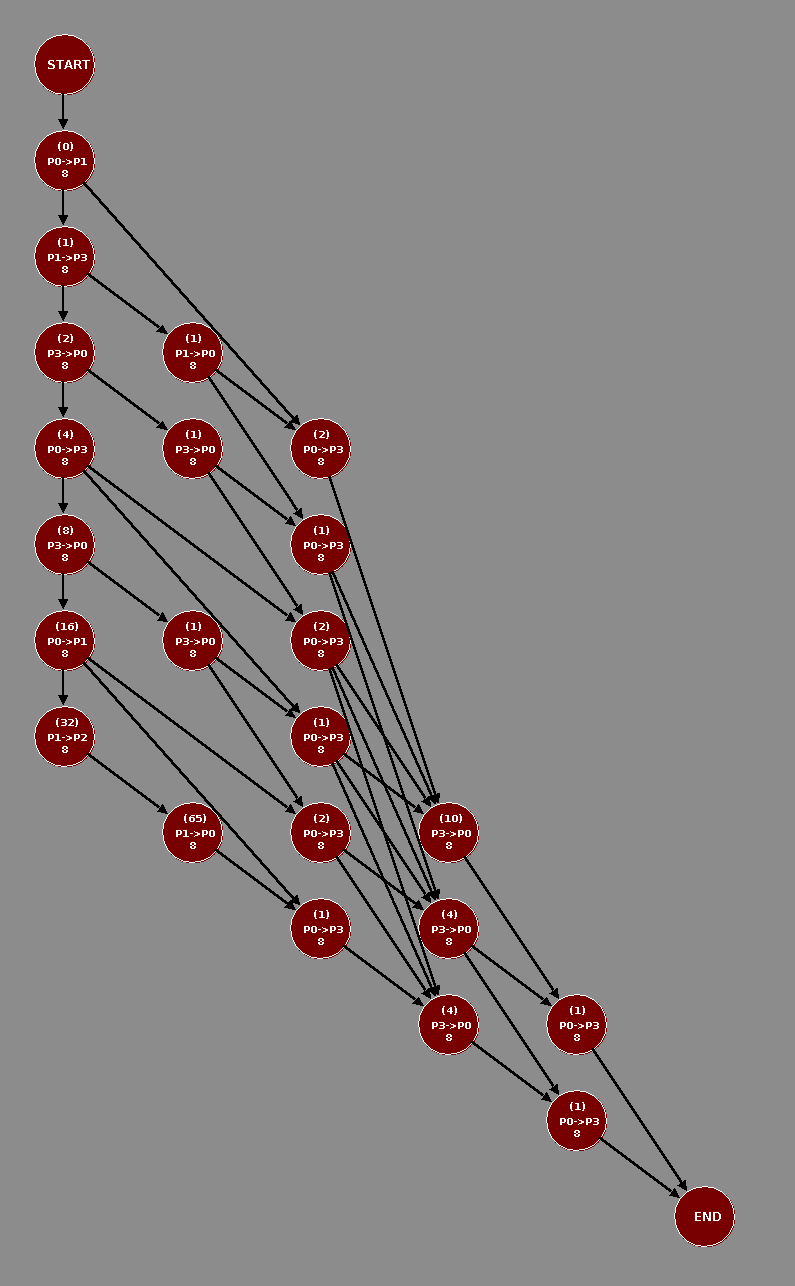 START
(0)
P0->P1
8
(1)
P1->P3
8
(2)
P3->P0
8
(1)
P1->P0
8
(4)
P0->P3
8
(1)
P3->P0
8
(2)
P0->P3
8
(8)
P3->P0
8
(1)
P0->P3
8
(16)
P0->P1
8
(1)
P3->P0
8
(2)
P0->P3
8
(32)
P1->P2
8
(1)
P0->P3
8
(65)
P1->P0
8
(2)
P0->P3
8
(10)
P3->P0
8
(1)
P0->P3
8
(4)
P3->P0
8
(4)
P3->P0
8
(1)
P0->P3
8
(1)
P0->P3
8
END